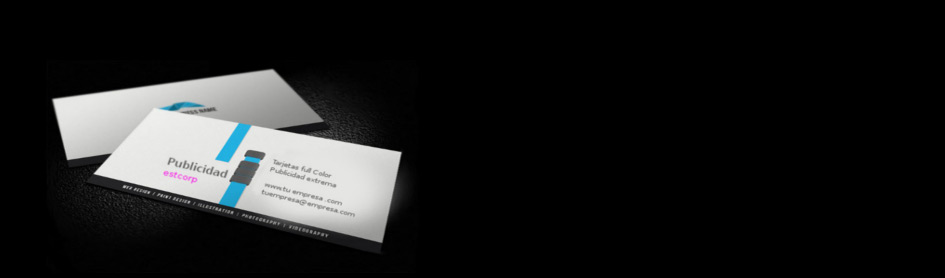 Publicidad
estcorp
Tarjetas full Color
Publicidad extrema
www.tu empresa .com
tuempresa@empresa.com
WEB DESIGN / PRINT DESIGN / ILLUSTRATION / PHOTOGRAPHY / VIDLOGRAPHY